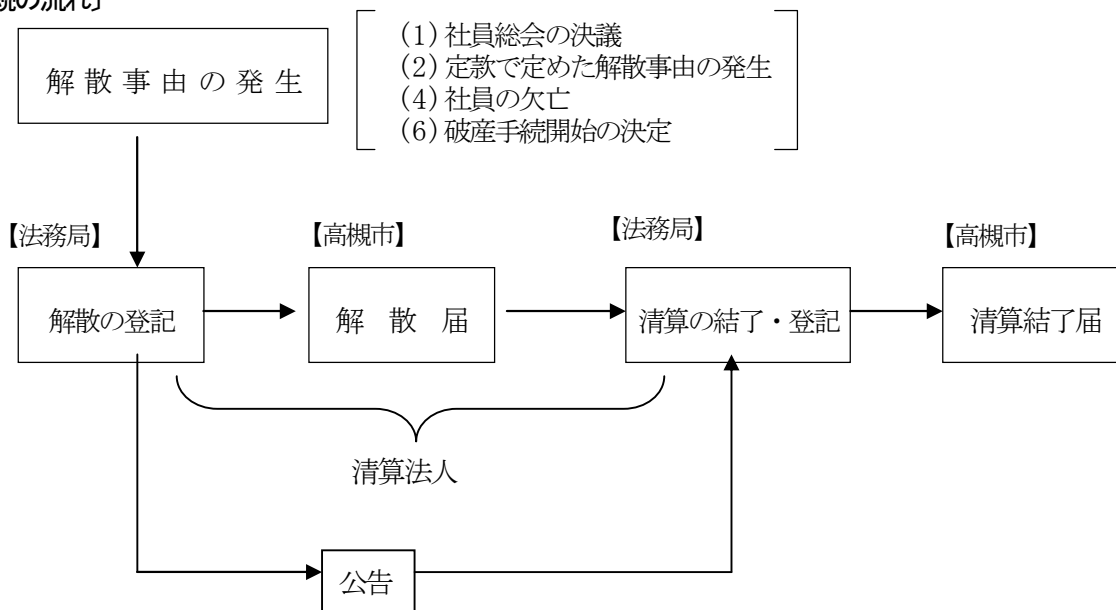 の流れ〕
(1) 社員総会の決議
(2) 定款で定めた解散事由の発生
(4) 社員の欠亡
(6) 破産手続開始の決定
解散事由の発生
【法務局】
【高槻市】
【法務局】
【高槻市】
解散の登記
解散届
清算の結了・登記
清算結了届
清算法人
公告